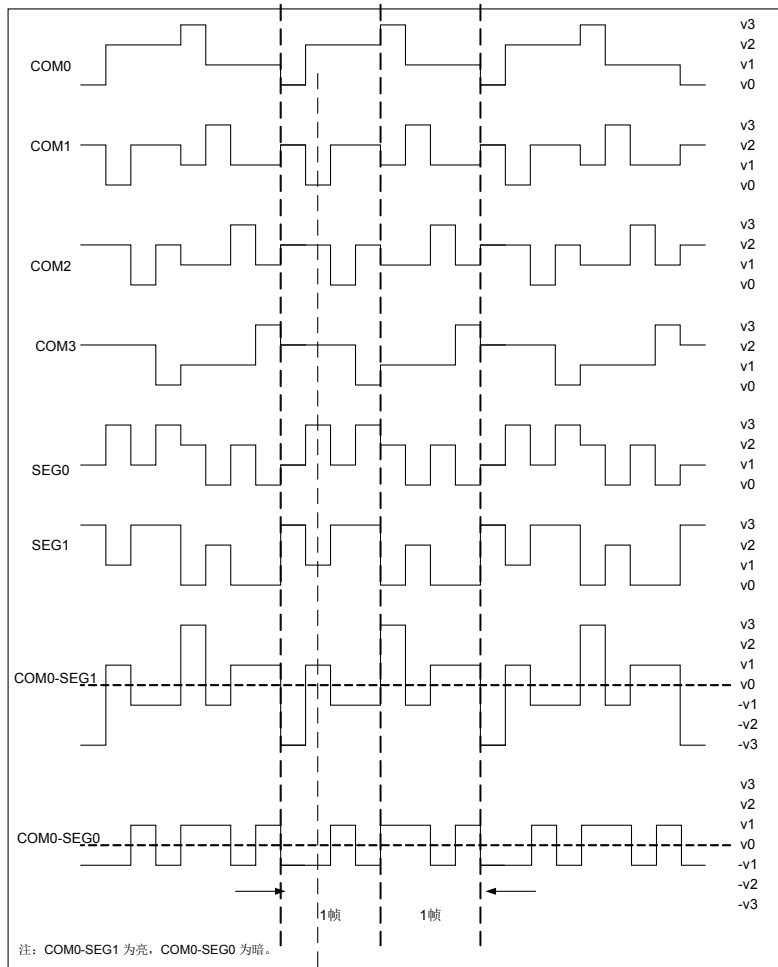 v3
v2
COM0
v1
v0
v3
COM1
v2
v1
v0
v3
v2
COM2
v1
v0
v3
COM3
v2
v1
v0
v3
v2
SEG0
v1
v0
SEG1
v3
v2
v1
v0
v3
v2
COM0-SEG1
v1
v0
-v1
-v2
-v3
v3
v2
COM0-SEG0
v1
v0
-v1
-v2
-v3
1帧
1帧
注：COM0-SEG1 为亮，COM0-SEG0 为暗。